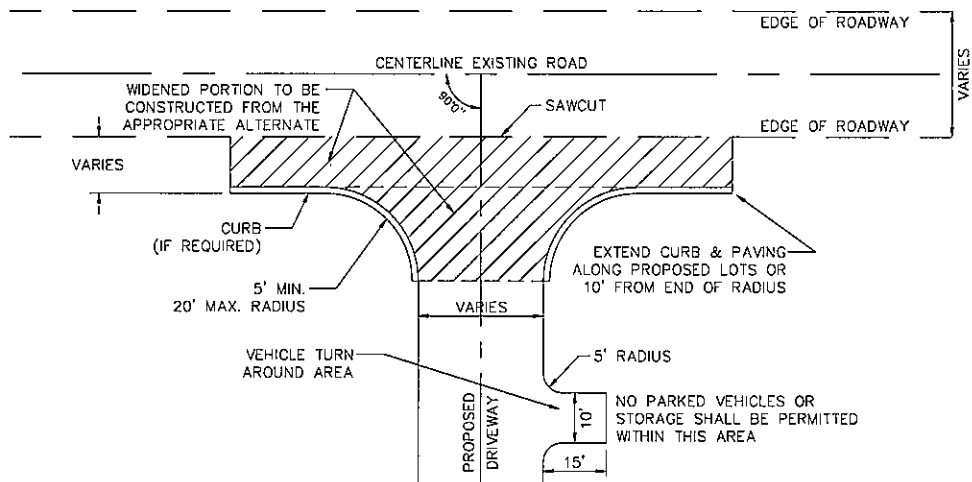 EDGE OF ROADWAY
CENTERLINE EXISTING ROAD
VARIES
WIDENED PORTION TO BE
CONSTRUCTED FROM THE
APPROPRIATE ALTERNATE
SAWCUT
EDGE OF ROADWAY
VARIES
CURB
(IF REQUIRED)
EXTEND CURB & PAVING
ALONG PROPOSED LOTS OR
10' FROM END OF RADIUS
5' MIN.
20' MAX. RADIUS
VARIES
VEHICLE TURN
AROUND AREA
5' RADIUS
PROPOSED
DRIVEWAY
10'
NO PARKED VEHICLES OR
STORAGE SHALL BE PERMITTED
WITHIN THIS AREA
15'